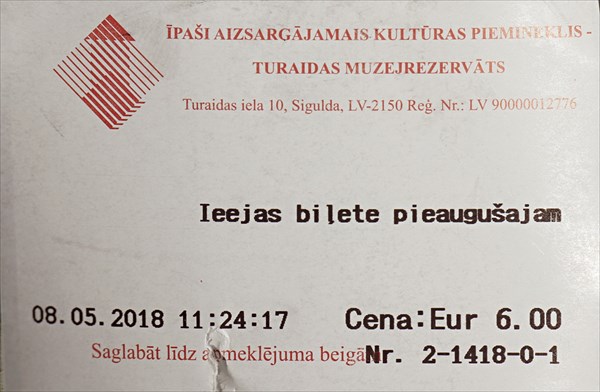 ĪPAŠI AIZSARGĀJAMAIS KULTŪRAS PIEMINEKLIS -
TURAIDAS MUZEJREZERVĀTS
Turaidas iela 10, Sigulda, LV-2150 Reģ. Nr.: LV 90000012776
Ieejas biļete pieaugušajam
08.05.2018 11:24:17 Cena:Eur 6.00
Saglabāt līdz apmeklējuma beigā Nr. 2-1418-0-1